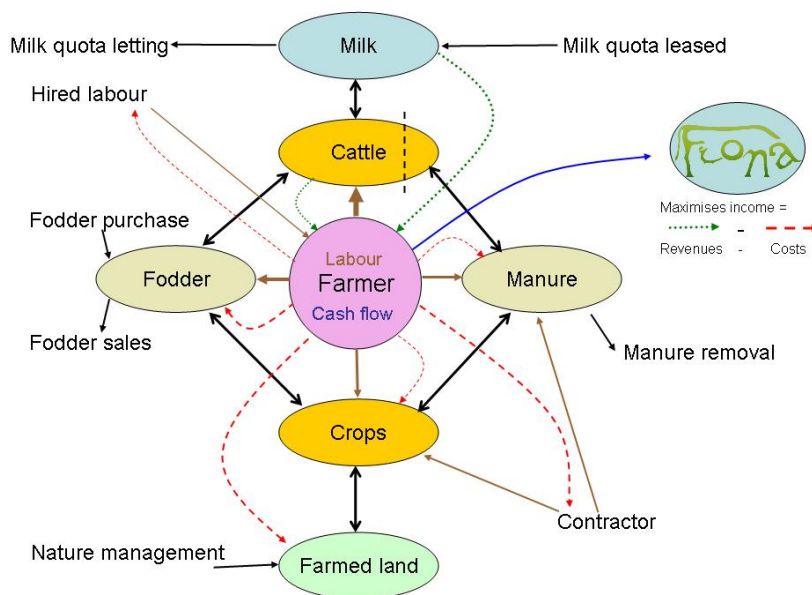 Milk quota letting
Milk
Milk quota leased
Hired labour
Cattle
Fiona
Maximises income =
-
Revenues - Costs
Fodder purchase
Labour
Fodder
Farmer
Manure
Cash flow
Fodder sales
Manure removal
Crops
Contractor
Nature management
Farmed land